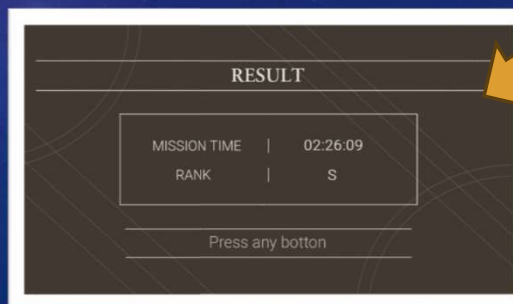 RESULT
MISSION TIME | 02:26:09
RANK | S
Press any botton